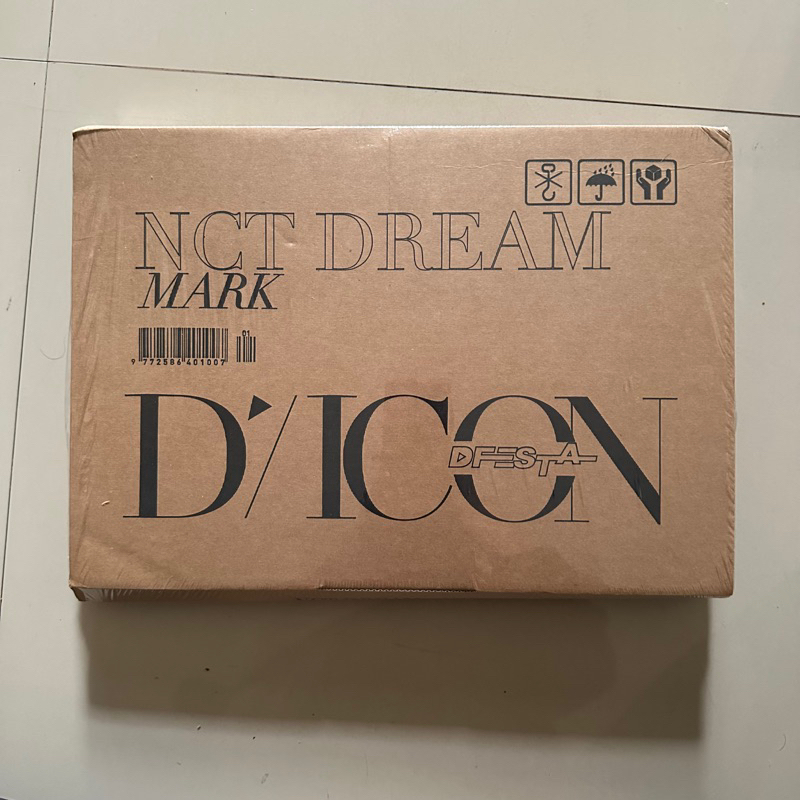 NCT DREAM
MARK
01
9 772586 401007
D'/ICON
DFESTA